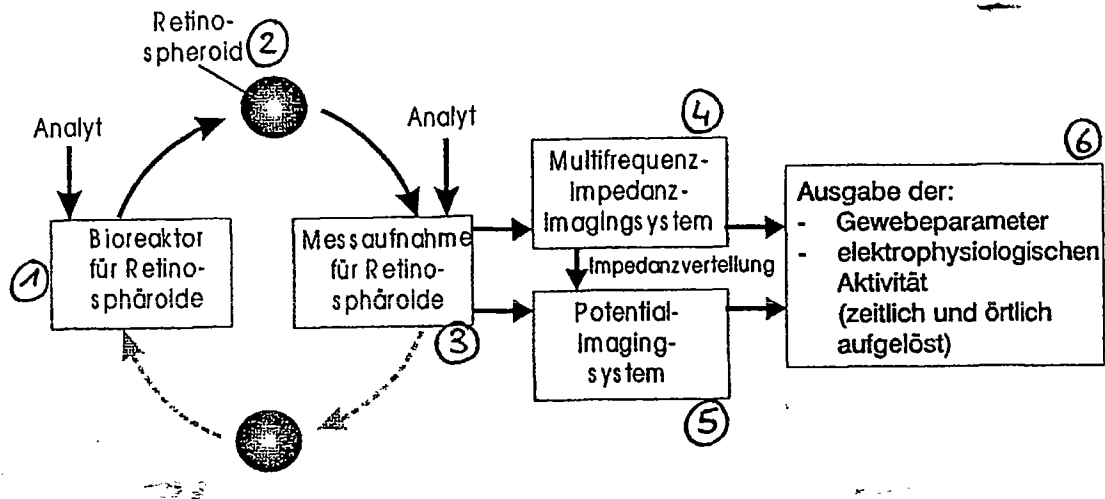 Retino-
spheroid
2
Analyt
Analyt
1
Bioreaktor
für Retino-
sphäroide
Messaufnahme
für Retino-
sphäroide
3
4
Multifrequenz-
Impedanz-
Imagingsystem
Impedanzverteilung
Potential-
Imaging-
system
5
6
Ausgabe der:
- Gewebeparameter
- elektrophysiologischen
Aktivität
(zeitlich und örtlich
aufgelöst)